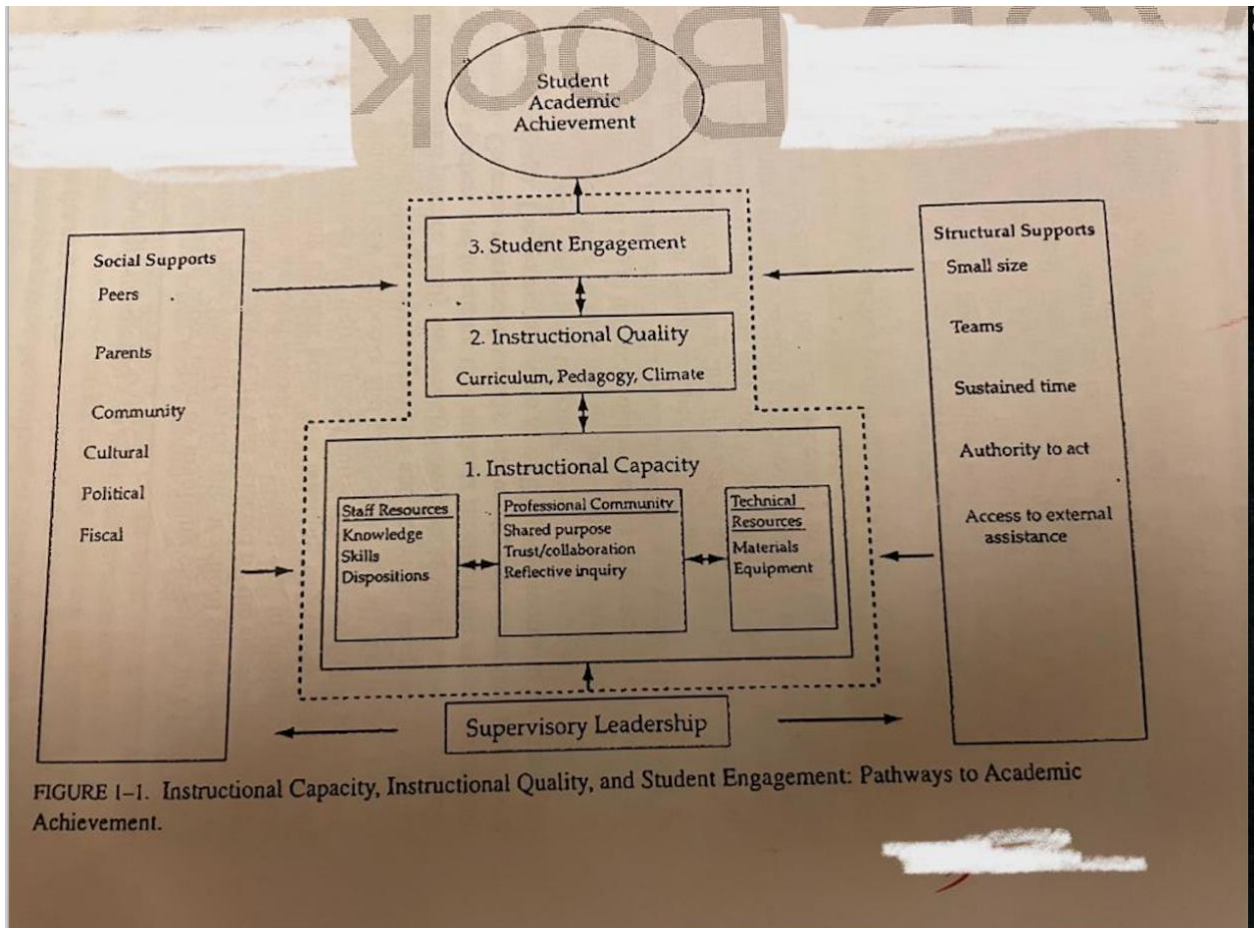 BOOK
Student
Academic
Achievement
3. Student Engagement
2. Instructional Quality
Curriculum, Pedagogy, Climate
1. Instructional Capacity
Staff Resources
Knowledge
Skills
Dispositions
Professional Community
Shared purpose
Trust/collaboration
Reflective inquiry
Technical
Resources
Materials
Equipment
Social Supports
Peers
Parents
Community
Cultural
Political
Fiscal
Structural Supports
Small size
Teams
Sustained time
Authority to act
Access to external
assistance
Supervisory Leadership
FIGURE 1–1. Instructional Capacity, Instructional Quality, and Student Engagement: Pathways to Academic
Achievement.